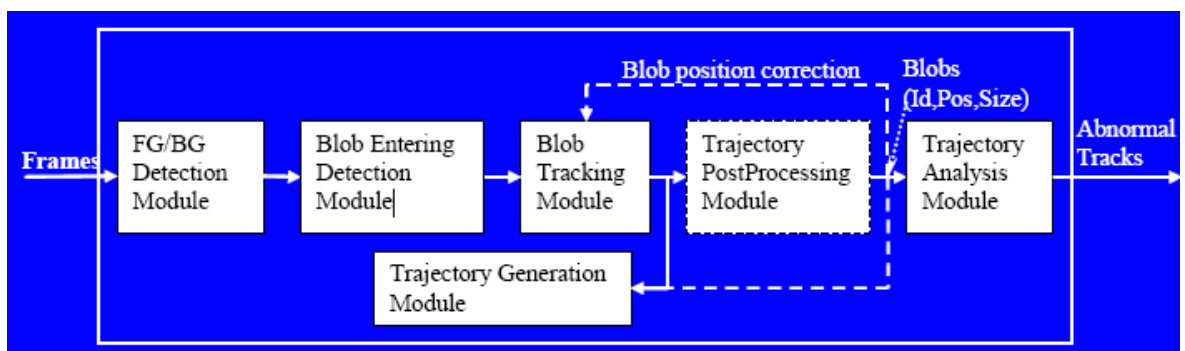 Blob position correction
Blobs
(Id,Pos,Size)
Frames
FG/BG
Detection
Module
Blob Entering
Detection
Module
Blob
Tracking
Module
Trajectory
PostProcessing
Module
Trajectory
Analysis
Module
Abnormal
Tracks
Trajectory Generation
Module